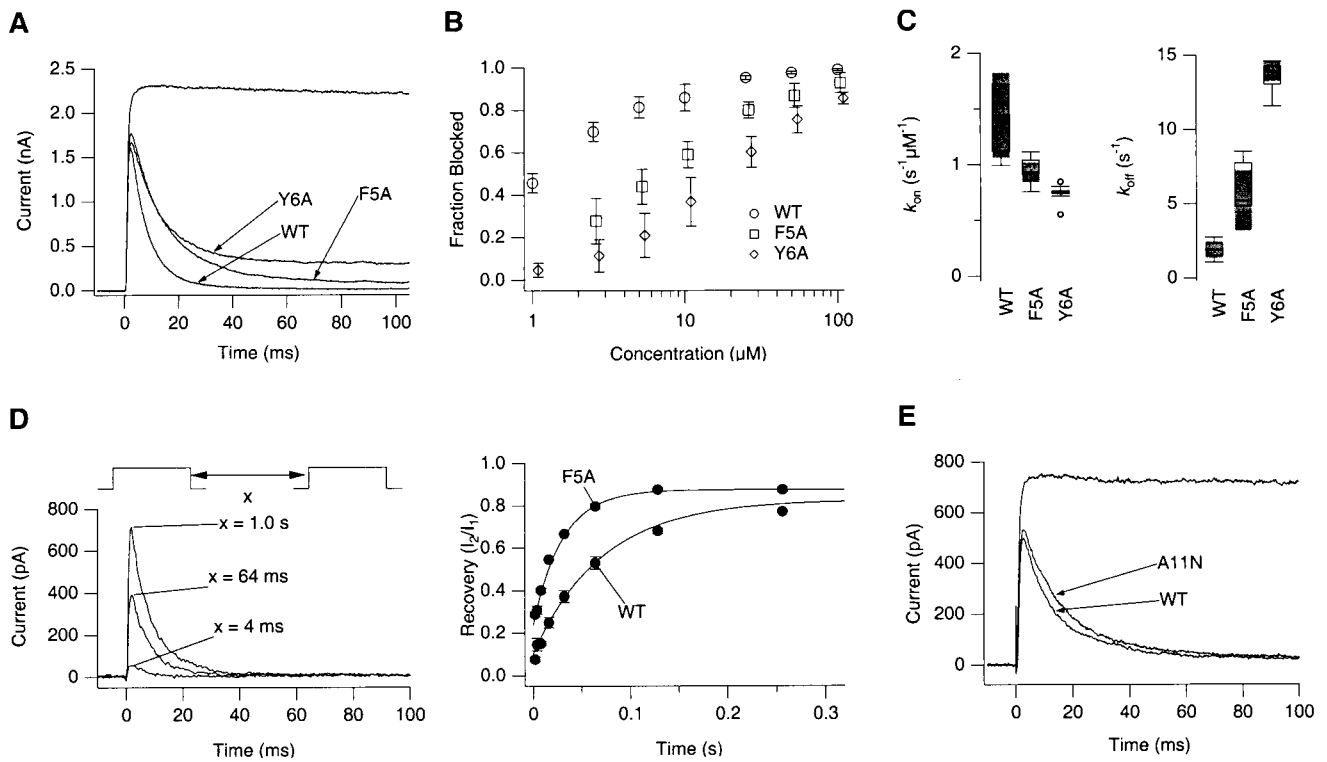 A
2.5
2.0
1.5
1.0
0.5
0.0
Current (nA)
Y6A
WT
F5A
0 20 40 60 80 100
Time (ms)
B
1.0
0.8
0.6
0.4
0.2
0.0
Fraction Blocked
WT
F5A
Y6A
1 10 100
Concentration (µM)
C
2
1
0
kon (s-1µM-1)
WT
F5A
Y6A
15
10
5
0
koff (s-1)
WT
F5A
Y6A
D
x
800
600
400
200
0
Current (pA)
x = 1.0 s
x = 64 ms
x = 4 ms
0 20 40 60 80 100
Time (ms)
1.0
0.8
0.6
0.4
0.2
0.0
Recovery (I2/I1)
F5A
WT
0 0.1 0.2 0.3
Time (s)
E
800
600
400
200
0
Current (pA)
A11N
WT
0 20 40 60 80 100
Time (ms)